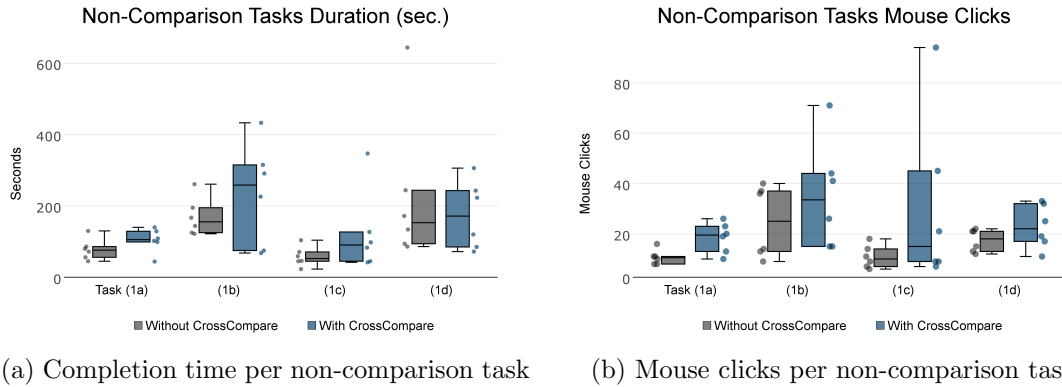 Non-Comparison Tasks Duration (sec.)
600
400
200
0
Seconds
Task (1a) (1b) (1c) (1d)
Without CrossCompare With CrossCompare
(a) Completion time per non-comparison task
Non-Comparison Tasks Mouse Clicks
80
60
40
20
0
Mouse Clicks
Task (1a) (1b) (1c) (1d)
Without CrossCompare With CrossCompare
(b) Mouse clicks per non-comparison tas